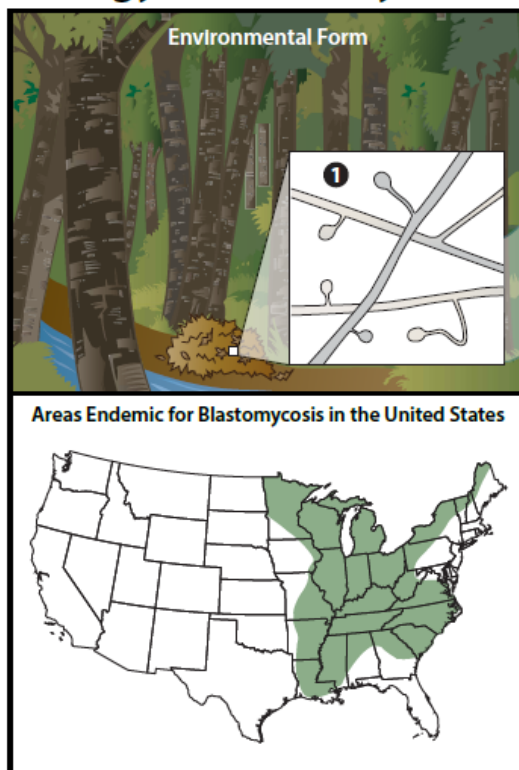 Environmental Form
1
Areas Endemic for Blastomycosis in the United States